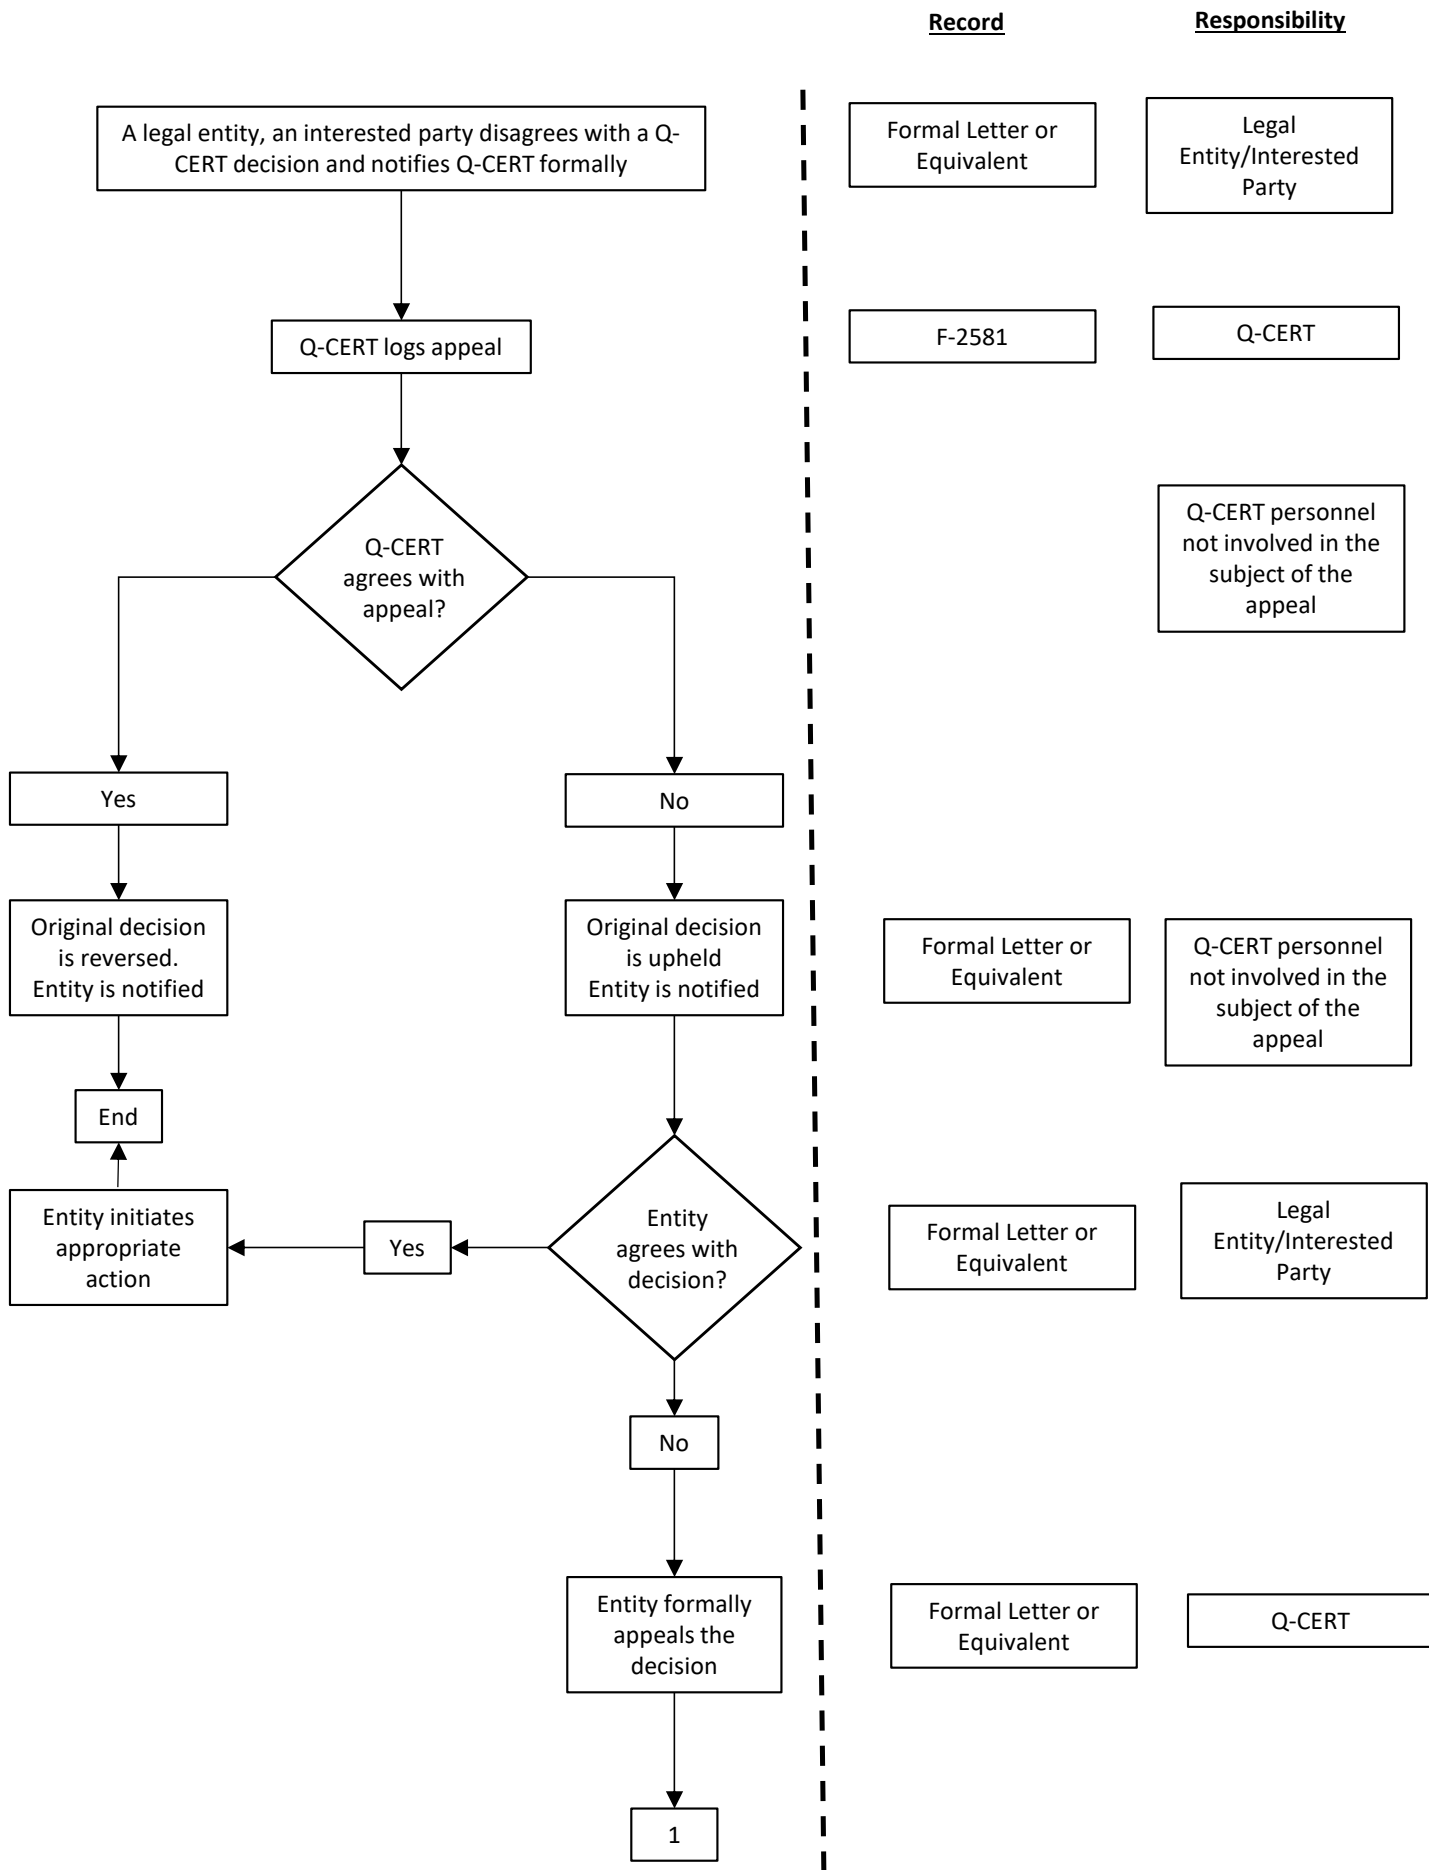 Record
Responsibility
A legal entity, an interested party disagrees with a Q-
CERT decision and notifies Q-CERT formally
Formal Letter or
Equivalent
Legal
Entity/Interested
Party
Q-CERT logs appeal
F-2581
Q-CERT
Q-CERT
agrees with
appeal?
Q-CERT personnel
not involved in the
subject of the
appeal
Yes
No
Original decision
is reversed.
Entity is notified
Original decision
is upheld
Entity is notified
Formal Letter or
Equivalent
Q-CERT personnel
not involved in the
subject of the
appeal
End
Entity initiates
appropriate
action
Yes
Entity
agrees with
decision?
Formal Letter or
Equivalent
Legal
Entity/Interested
Party
No
Entity formally
appeals the
decision
Formal Letter or
Equivalent
Q-CERT
1